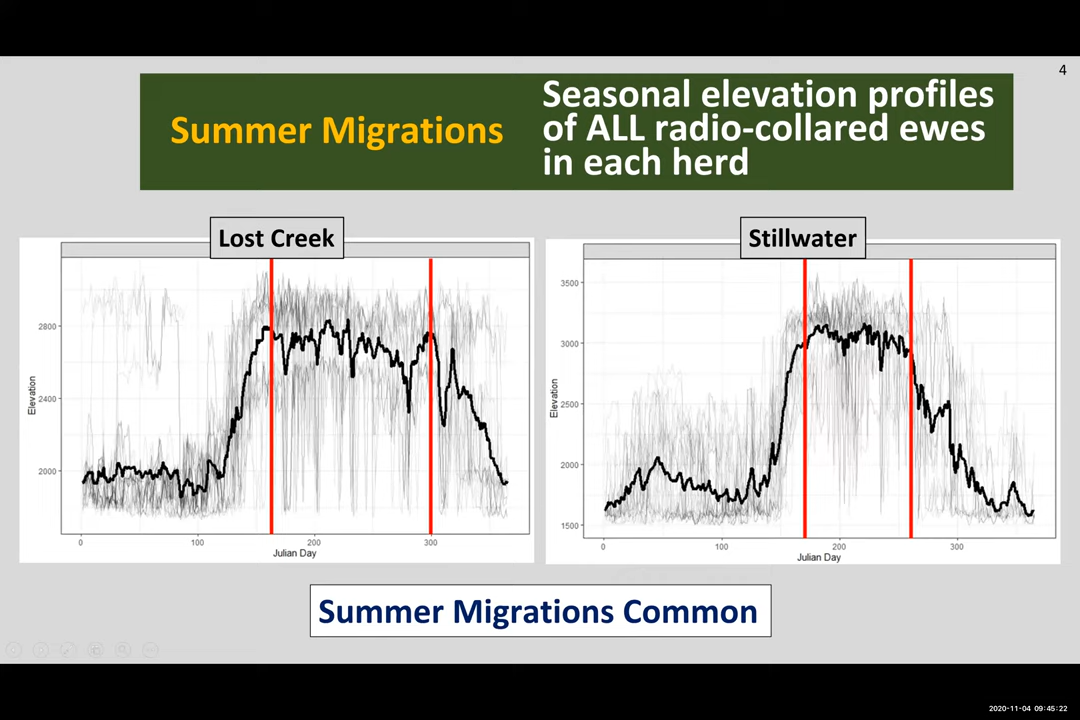 4
Summer Migrations
Seasonal elevation profiles
of ALL radio-collared ewes
in each herd
Lost Creek
2800
2400
2000
Elevation
0 100 200 300
Julian Day
Stillwater
3500
3000
2500
2000
1500
Elevation
0 100 200 300
Julian Day
Summer Migrations Common
2020-11-04 09:45:22